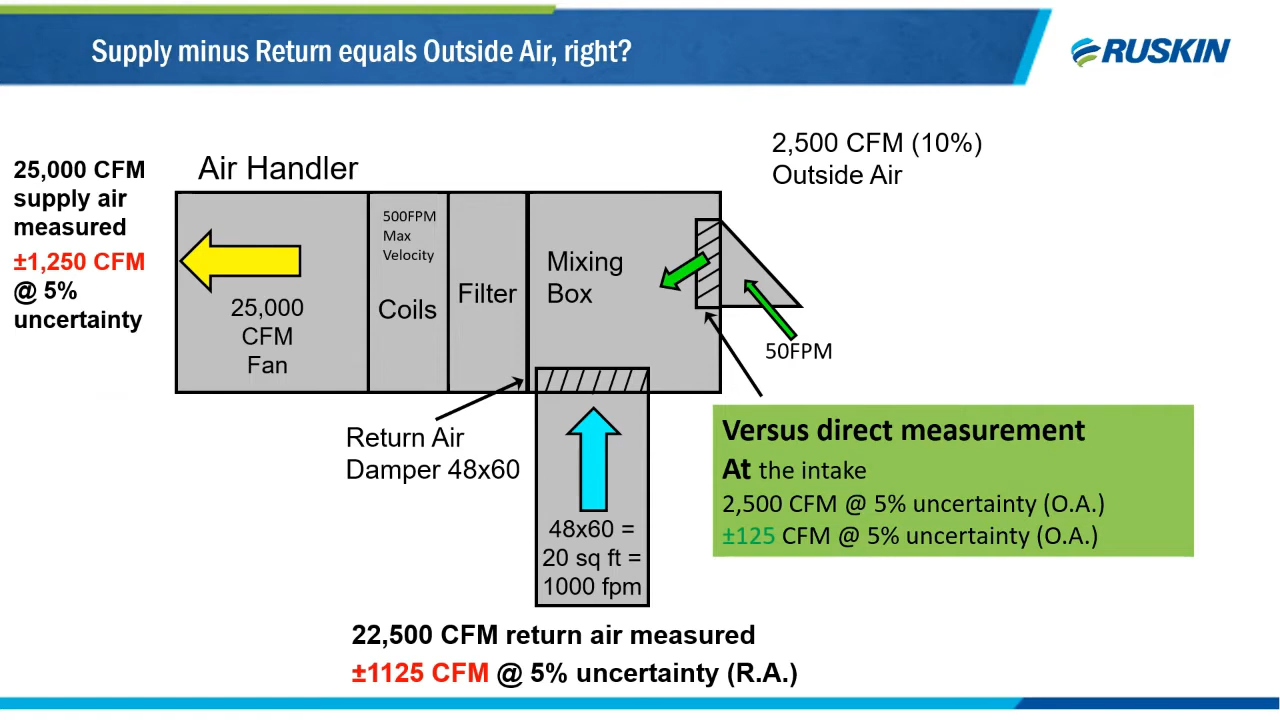 Supply minus Return equals Outside Air, right?
RUSKIN
25,000 CFM
supply air
measured
±1,250 CFM
@ 5%
uncertainty
Air Handler
2,500 CFM (10%)
Outside Air
25,000
CFM
Fan
500FPM
Max
Velocity
Coils
Filter
Mixing
Box
50FPM
Return Air
Damper 48x60
48x60 =
20 sq ft =
1000 fpm
Versus direct measurement
At the intake
2,500 CFM @ 5% uncertainty (O.A.)
±125 CFM @ 5% uncertainty (O.A.)
22,500 CFM return air measured
±1125 CFM @ 5% uncertainty (R.A.)